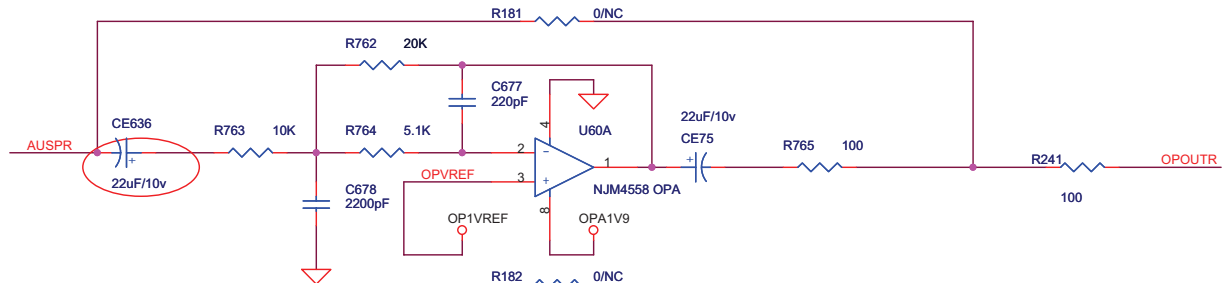 R181 0/NC
R762 20K
C677
220pF
CE636
AUSPR
22uF/10v
R763 10K
R764 5.1K
C678
2200pF
U60A
4
2
-
3
+
1
8
NJM4558 OPA
OPVREF
OP1VREF
OPA1V9
22uF/10v
CE75
+
+
R765 100
R241
100
OPOUTR
R182 0/NC